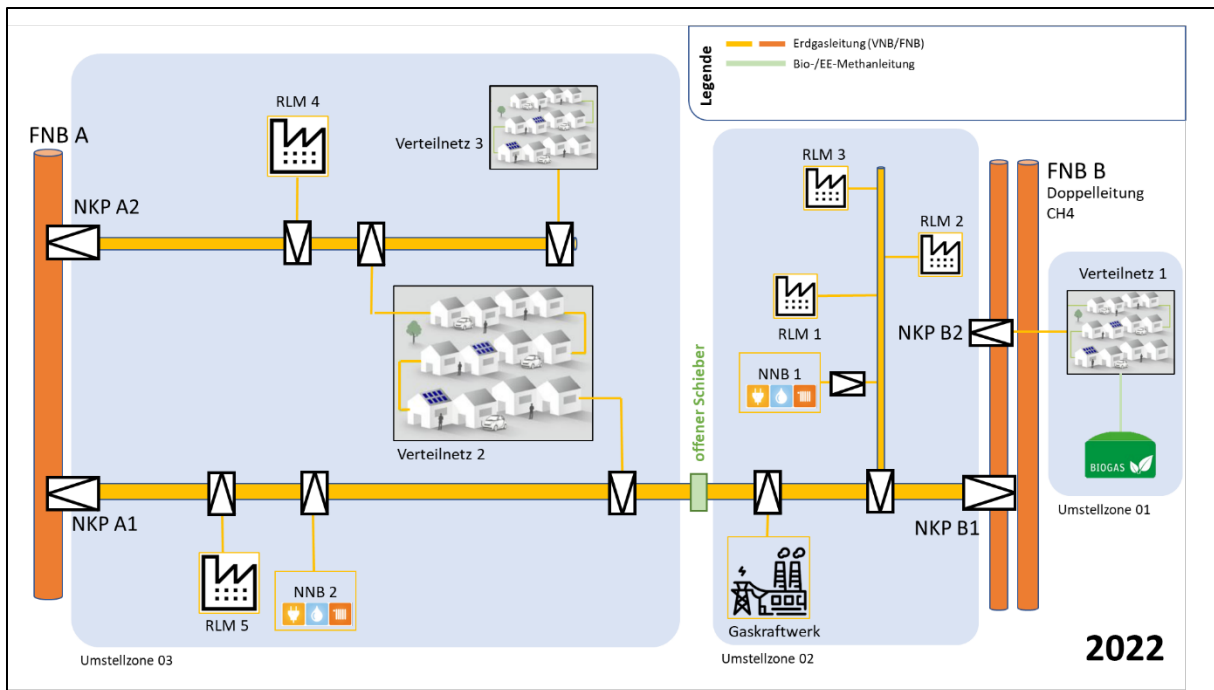 Legende
Erdgasleitung (VNB/FNB)
Bio-/EE-Methanleitung
FNB A
NKP A2
RLM 4
Verteilnetz 3
Verteilnetz 2
NKP A1
RLM 5
NNB 2
Umstellzone 03
offener Schieber
RLM 3
RLM 2
RLM 1
NNB 1
Gaskraftwerk
NKP B2
NKP B1
Umstellzone 02
FNB B
Doppelleitung
CH4
Verteilnetz 1
BIOGAS
Umstellzone 01
2022